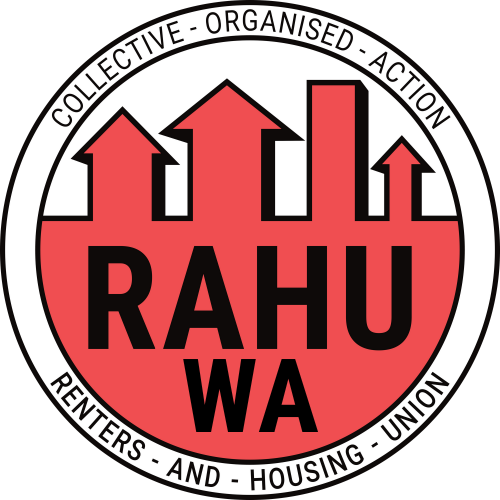 COLLECTIVE - ORGANISED - ACTION
RAHU
WA
RENTERS - AND - HOUSING - UNION